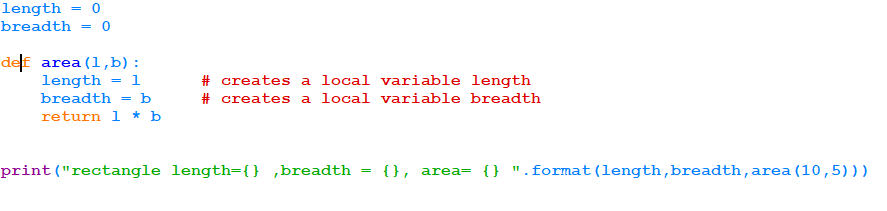 length = 0
breadth = 0
def area(l,b):
    length = l      # creates a local variable length
    breadth = b     # creates a local variable breadth
    return l * b
print("rectangle length={} ,breadth = {}, area= {} ".format(length,breadth,area(10,5)))